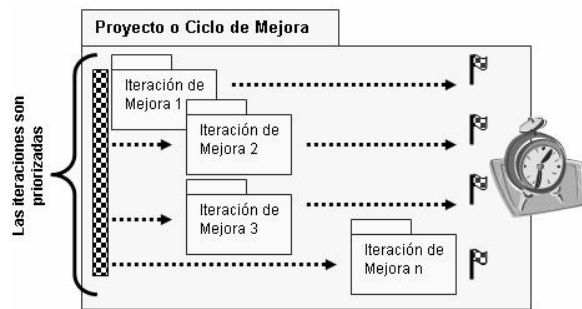 Proyecto o Ciclo de Mejora
Las iteraciones son
priorizadas
Iteración de
Mejora 1
Iteración de
Mejora 2
Iteración de
Mejora 3
Iteración de
Mejora n